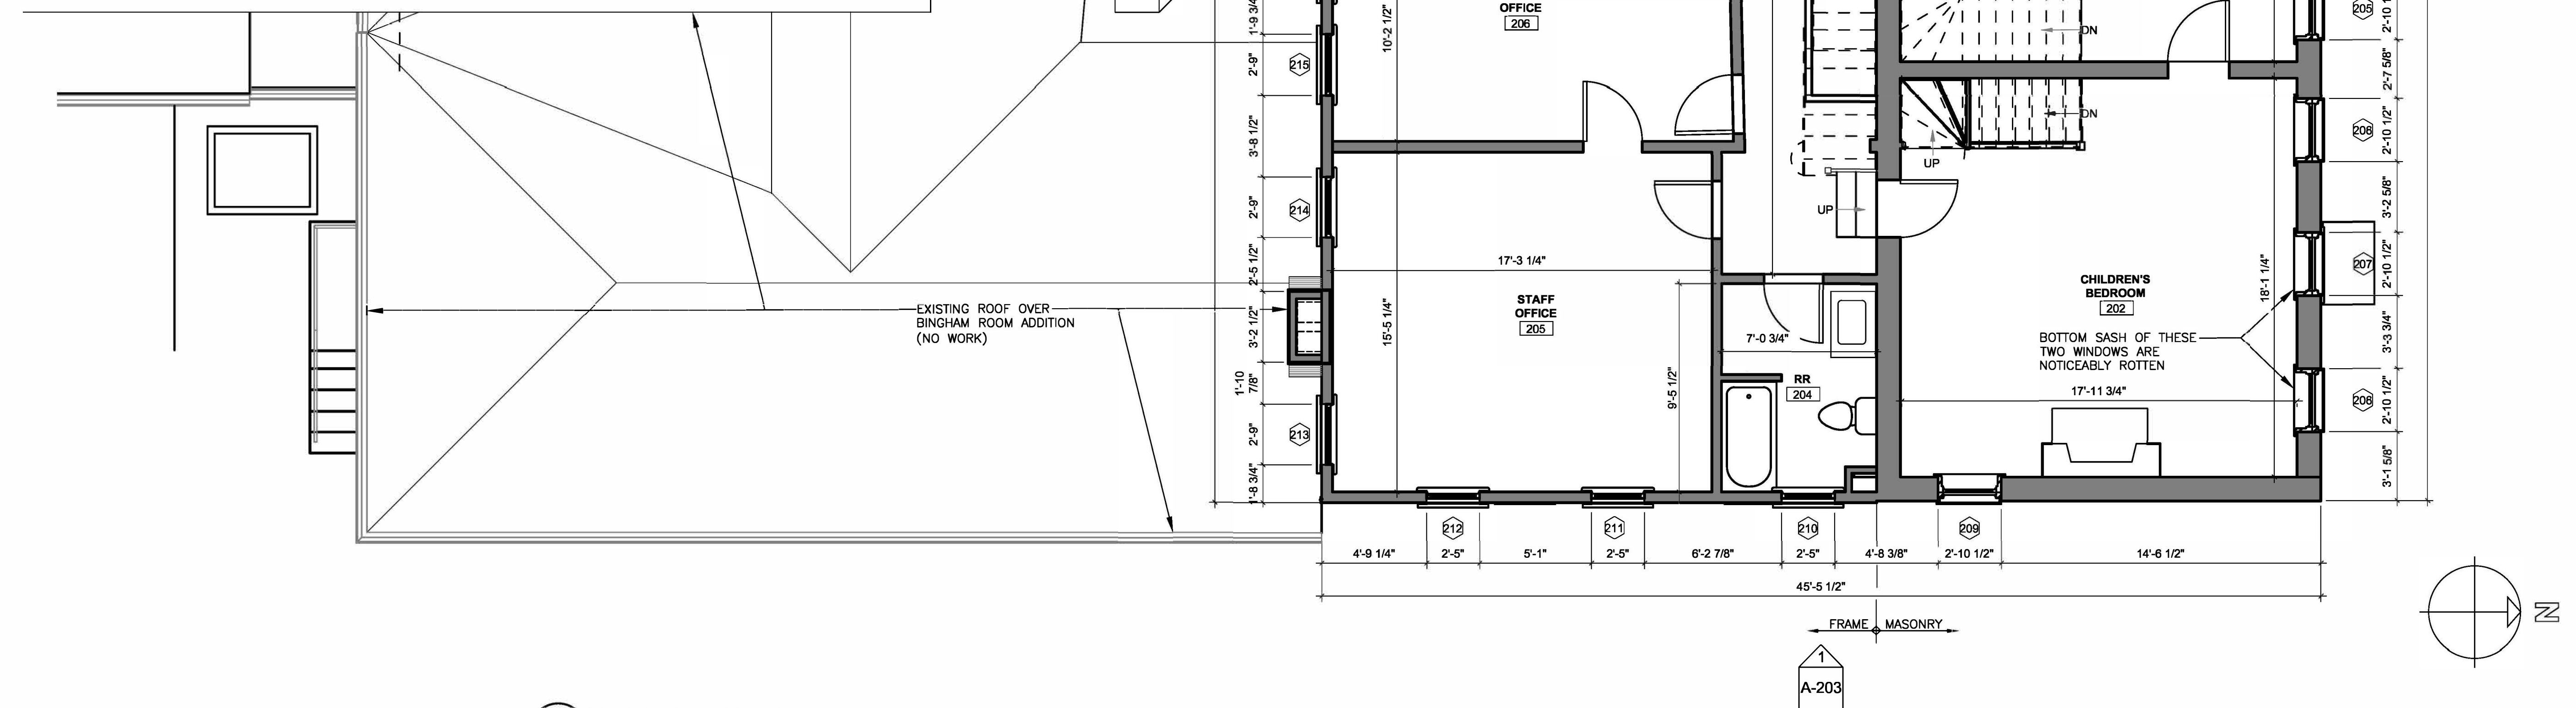 OFFICE
206
10'-2 1/2"
1'-9 3/4"
2'-9"
215
3'-8 1/2"
2'-9"
214
2'-5 1/2"
3'-2 1/2"
1'-10
7/8"
2'-9"
213
1'-8 3/4"
EXISTING ROOF OVER
BINGHAM ROOM ADDITION
(NO WORK)
17'-3 1/4"
STAFF
OFFICE
205
15'-5 1/4"
9'-5 1/2"
7'-0 3/4"
RR
204
UP
DN
DN
UP
CHILDREN'S
BEDROOM
202
18'-1 1/4"
BOTTOM SASH OF THESE
TWO WINDOWS ARE
NOTICEABLY ROTTEN
17'-11 3/4"
205
2'-10
2'-7 5/8"
208
2'-10 1/2"
3'-2 5/8"
207
2'-10 1/2"
3'-3 3/4"
206
2'-10 1/2"
3'-1 5/8"
212
211
210
209
4'-9 1/4"
2'-5"
5'-1"
2'-5"
6'-2 7/8"
2'-5"
4'-8 3/8"
2'-10 1/2"
14'-6 1/2"
45'-5 1/2"
FRAME
MASONRY
1
A-203
N